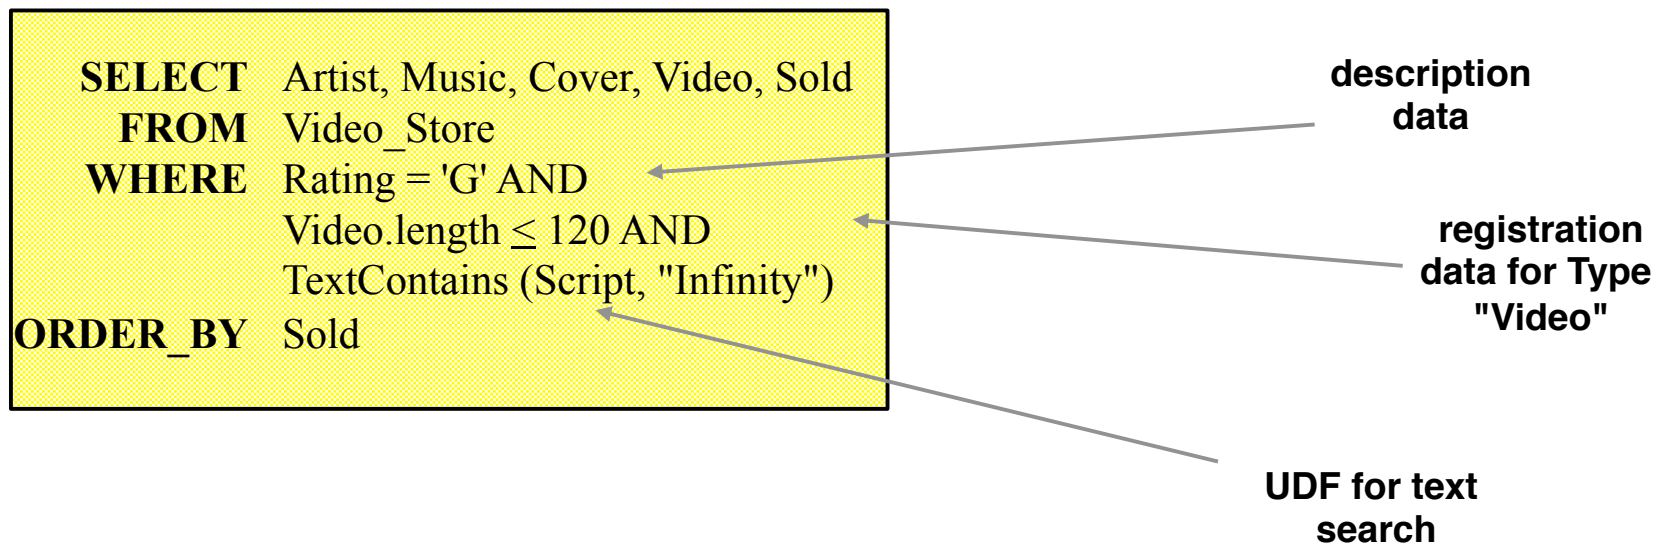 SELECT Artist, Music, Cover, Video, Sold
FROM Video_Store
WHERE Rating = 'G' AND
Video.length ≤ 120 AND
TextContains (Script, "Infinity")
ORDER_BY Sold
description
data
registration
data for Type
"Video"
UDF for text
search